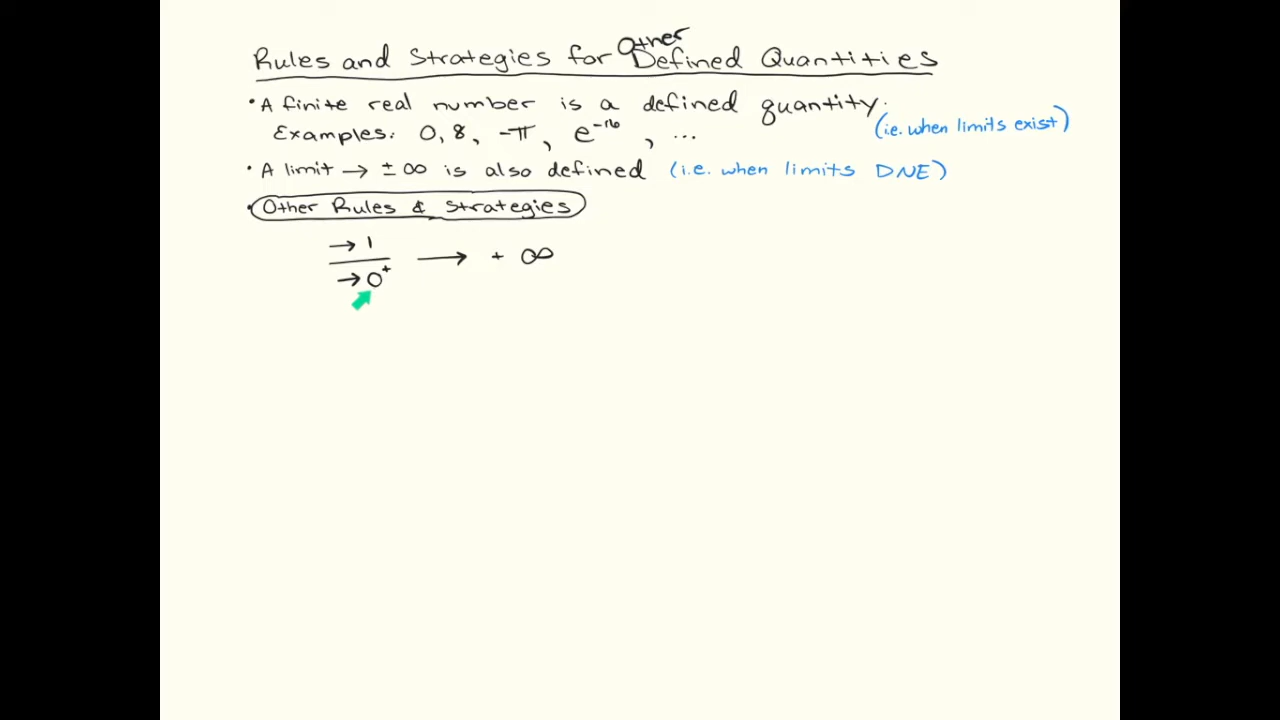 Rules and Strategies for Other Defined Quantities
• A finite real number is a defined quantity.
(i.e. when limits exist)
Examples: 0, 8, -π, e^-16, ...
• A limit → ± ∞ is also defined (i.e. when limits DNE)
• Other Rules & Strategies
→ 1
→ 0⁺ ⟶ + ∞